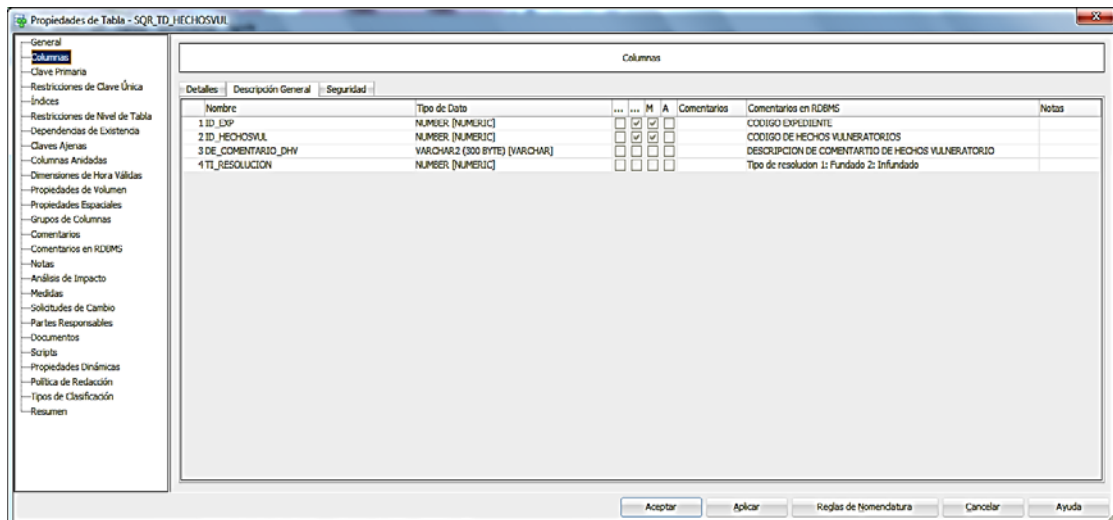 Propiedades de Tabla - SQR_TD_HECHOSVUL
General
Columnas
Clave Primaria
Restricciones de Clave Única
Índices
Restricciones de Nivel de Tabla
Dependencias de Existencia
Claves Ajenas
Columnas Anidadas
Dimensiones de Hora Válidas
Propiedades de Volumen
Propiedades Espaciales
Grupos de Columnas
Comentarios
Comentarios en RDBMS
Notas
Análisis de Impacto
Medidas
Solicitudes de Cambio
Partes Responsables
Documentos
Scripts
Propiedades Dinámicas
Política de Redacción
Tipos de Clasificación
Resumen
Columnas
Detalles Descripción General Seguridad
Nombre Tipo de Dato ... ... M A Comentarios Comentarios en RDBMS Notas
1 ID_EXP NUMBER [NUMERIC] CODIGO EXPEDIENTE
2 ID_HECHOSVUL NUMBER [NUMERIC] CODIGO DE HECHOS VULNERATORIOS
3 DE_COMENTARIO_DHV VARCHAR2 (300 BYTE) [VARCHAR] DESCRIPCION DE COMENTARTIO DE HECHOS VULNERATORIO
4 TI_RESOLUCION NUMBER [NUMERIC] Tipo de resolucion 1: Fundado 2: Infundado
Aceptar Aplicar Reglas de Nomenclatura Cancelar Ayuda